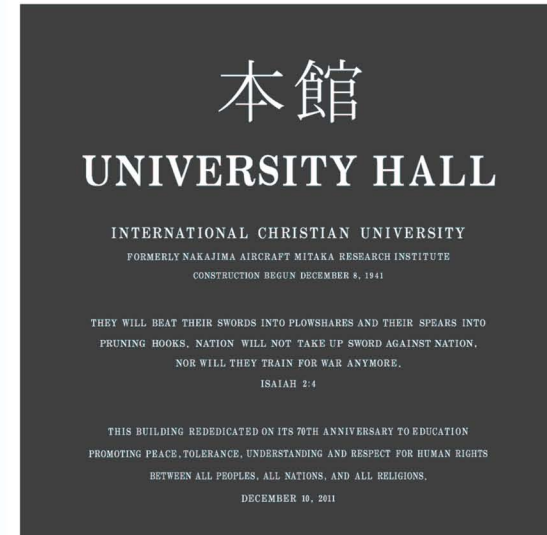 本館
UNIVERSITY HALL
INTERNATIONAL CHRISTIAN UNIVERSITY
FORMERLY NAKAJIMA AIRCRAFT MITAKA RESEARCH INSTITUTE
CONSTRUCTION BEGUN DECEMBER 8, 1941
THEY WILL BEAT THEIR SWORDS INTO PLOWSHARES AND THEIR SPEARS INTO
PRUNING HOOKS. NATION WILL NOT TAKE UP SWORD AGAINST NATION,
NOR WILL THEY TRAIN FOR WAR ANYMORE.
ISAIAH 2:4
THIS BUILDING REDEDICATED ON ITS 70TH ANNIVERSARY TO EDUCATION
PROMOTING PEACE, TOLERANCE, UNDERSTANDING AND RESPECT FOR HUMAN RIGHTS
BETWEEN ALL PEOPLES, ALL NATIONS, AND ALL RELIGIONS.
DECEMBER 10, 2011